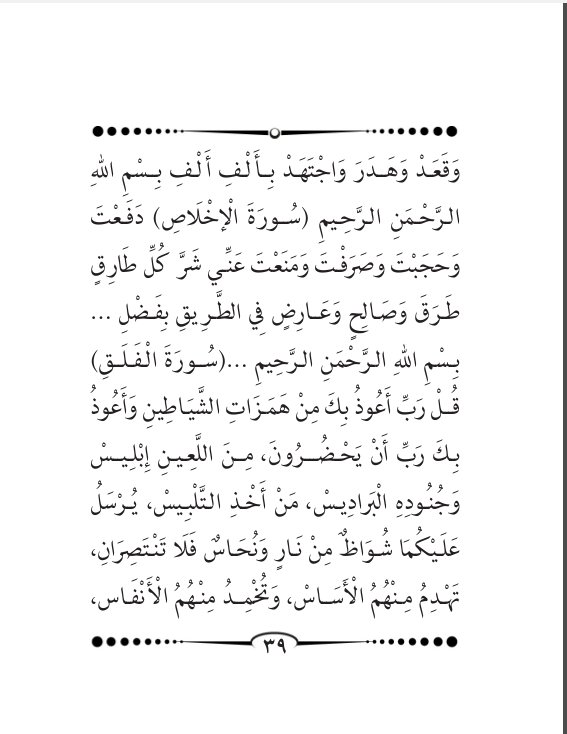 وَقَعَدْ وَهَدَرَ وَاجْتَهَدْ بِأَلْفِ أَلْفِ بِسْمِ اللهِ
الرَّحْمَنِ الرَّحِيمِ (سُورَةَ الْإِخْلَاصِ) دَفَعْتَ
وَحَجَبْتَ وَصَرَفْتَ وَمَنَعْتَ عَنِّي شَرَّ كُلِّ طَارِقٍ
طَرَقَ وَصَالِحٍ وَعَارِضٍ فِي الطَّرِيقِ بِفَضْلِ ...
بِسْمِ اللهِ الرَّحْمَنِ الرَّحِيمِ ...(سُورَةَ الْفَلَقِ)
قُلْ رَبِّ أَعُوذُ بِكَ مِنْ هَمَزَاتِ الشَّيَاطِينِ وَأَعُوذُ
بِكَ رَبِّ أَنْ يَحْضُرُونَ، مِنَ اللَّعِينِ إِبْلِيسْ
وَجُنُودِهِ الْبَرَادِيسْ، مَنْ أَخْذِ التَّلْبِيسْ، يُرْسَلُ
عَلَيْكُمَا شُوَاظٌ مِنْ نَارٍ وَنُحَاسٌ فَلَا تَنْتَصِرَانِ،
تَهْدِمُ مِنْهُمُ الْأَسَاسْ، وَتُخْمِدُ مِنْهُمُ الْأَنْفَاس،
٣٩